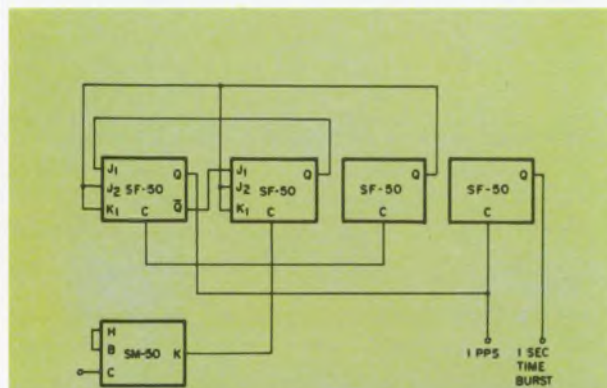 J1 Q
J2 SF-50
K1 C Q̅
J1 Q
J2 SF-50
K1 C
Q
SF-50
C
Q
SF-50
C
H
B SM-50 K
C
1 PPS
1 SEC
TIME
BURST